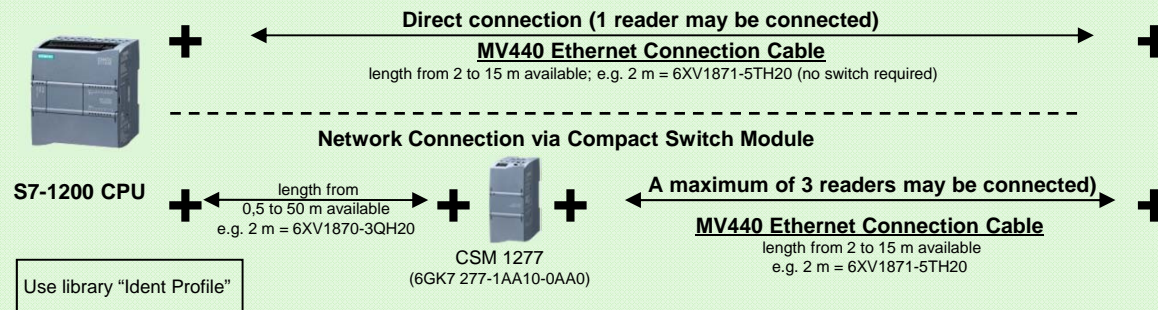 Direct connection (1 reader may be connected)
MV440 Ethernet Connection Cable
length from 2 to 15 m available; e.g. 2 m = 6XV1871-5TH20 (no switch required)
Network Connection via Compact Switch Module
S7-1200 CPU
length from
0,5 to 50 m available
e.g. 2 m = 6XV1870-3QH20
CSM 1277
(6GK7 277-1AA10-0AA0)
A maximum of 3 readers may be connected)
MV440 Ethernet Connection Cable
length from 2 to 15 m available
e.g. 2 m = 6XV1871-5TH20
Use library “Ident Profile”